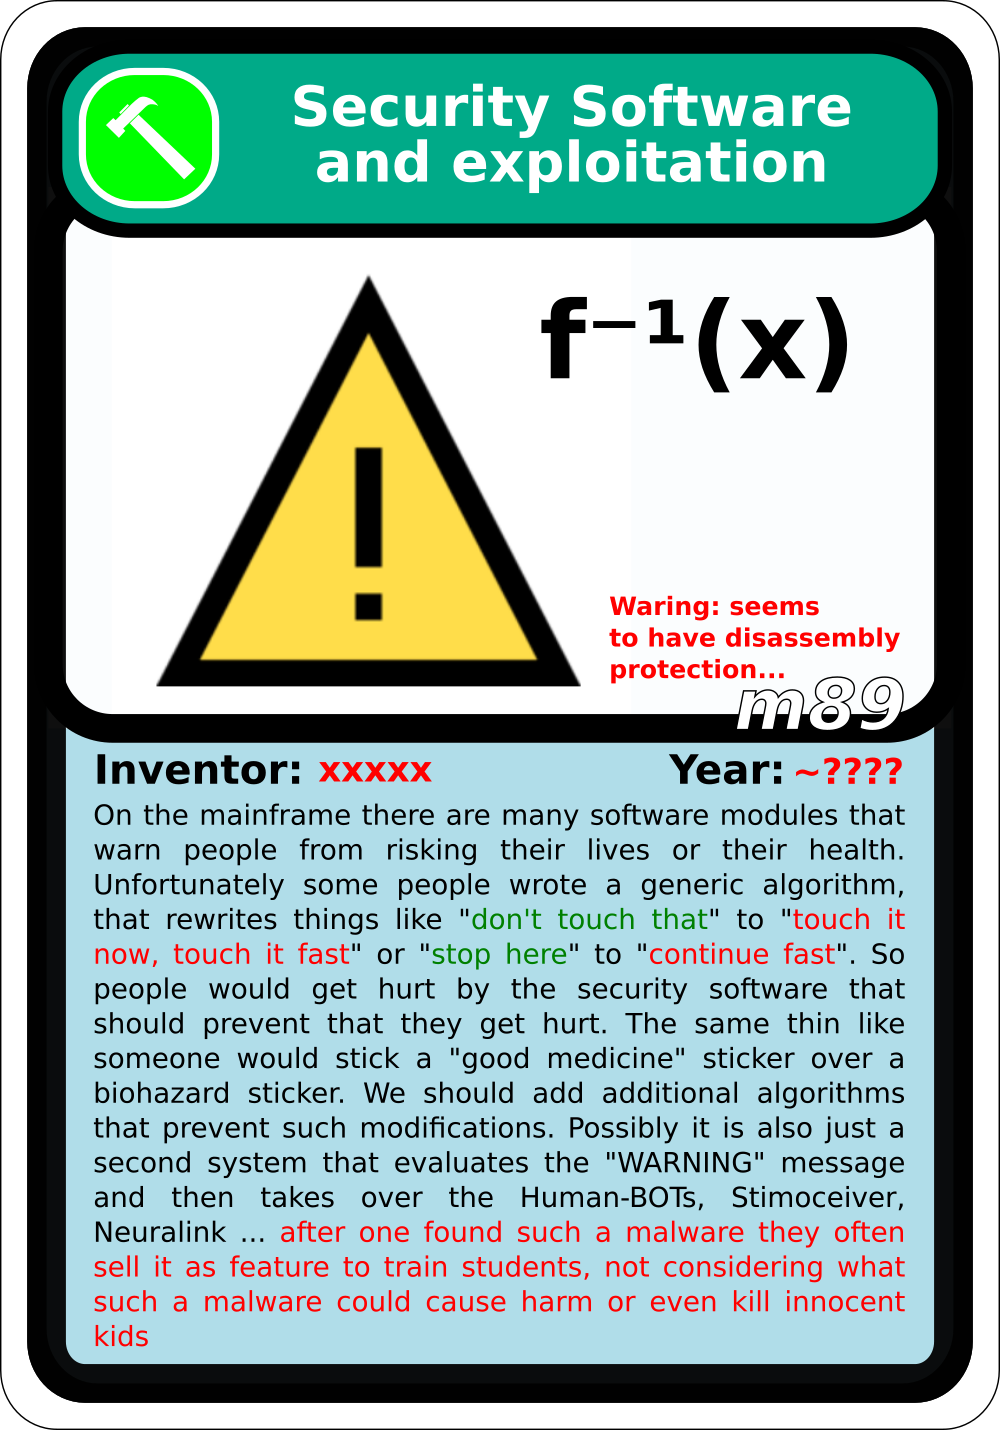 Security Software
and exploitation
f⁻¹(x)
!
Waring: seems
to have disassembly
protection...
m89
Inventor: xxxxx Year: ~????
On the mainframe there are many software modules that
warn people from risking their lives or their health.
Unfortunately some people wrote a generic algorithm,
that rewrites things like "don't touch that" to "touch it
now, touch it fast" or "stop here" to "continue fast". So
people would get hurt by the security software that
should prevent that they get hurt. The same thin like
someone would stick a "good medicine" sticker over a
biohazard sticker. We should add additional algorithms
that prevent such modifications. Possibly it is also just a
second system that evaluates the "WARNING" message
and then takes over the Human-BOTs, Stimoceiver,
Neuralink ... after one found such a malware they often
sell it as feature to train students, not considering what
such a malware could cause harm or even kill innocent
kids